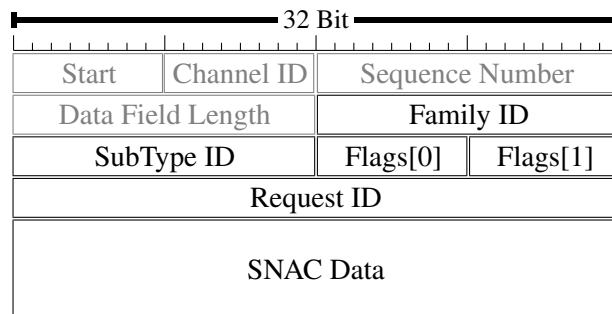 32 Bit
Start Channel ID Sequence Number
Data Field Length Family ID
SubType ID Flags[0] Flags[1]
Request ID
SNAC Data